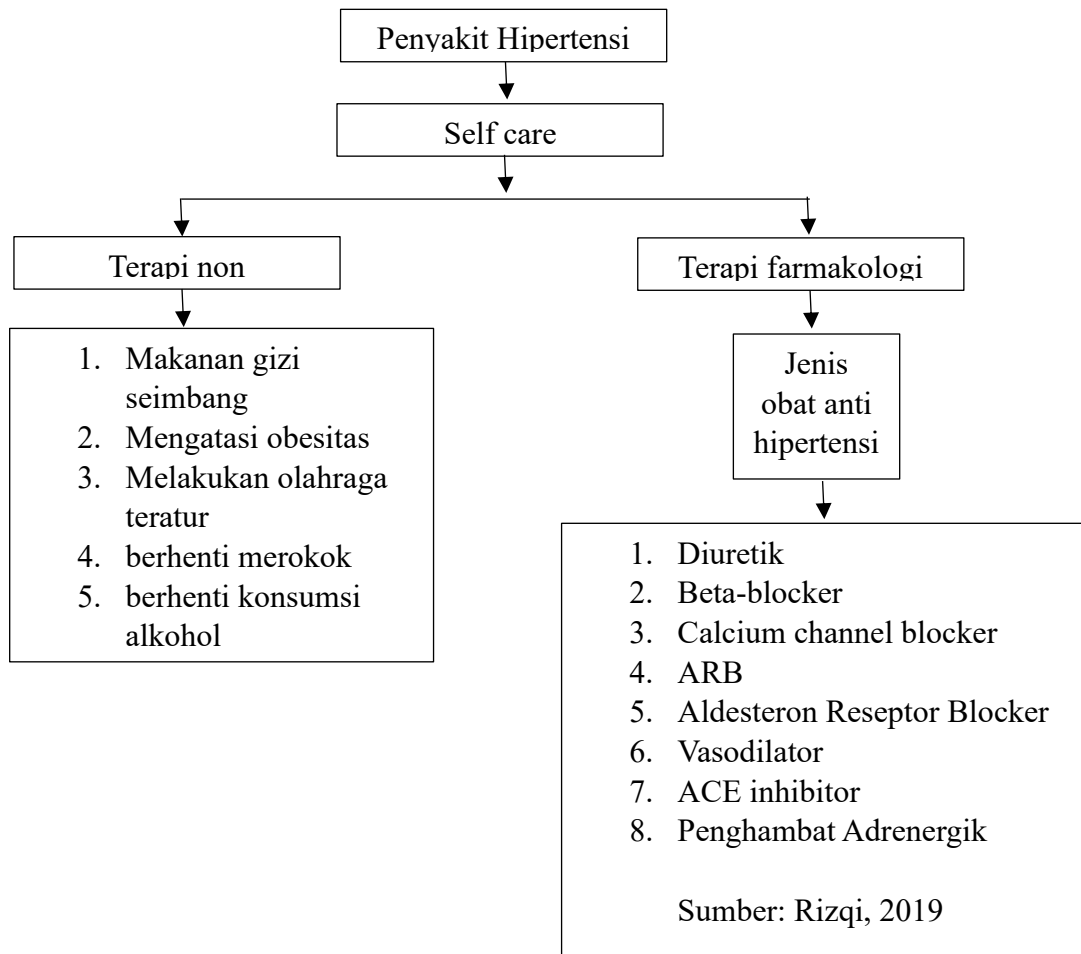 Penyakit Hipertensi
Self care
Terapi non
Terapi farmakologi
1. Makanan gizi
seimbang
2. Mengatasi obesitas
3. Melakukan olahraga
teratur
4. berhenti merokok
5. berhenti konsumsi
alkohol
Jenis
obat anti
hipertensi
1. Diuretik
2. Beta-blocker
3. Calcium channel blocker
4. ARB
5. Aldesteron Reseptor Blocker
6. Vasodilator
7. ACE inhibitor
8. Penghambat Adrenergik
Sumber: Rizqi, 2019